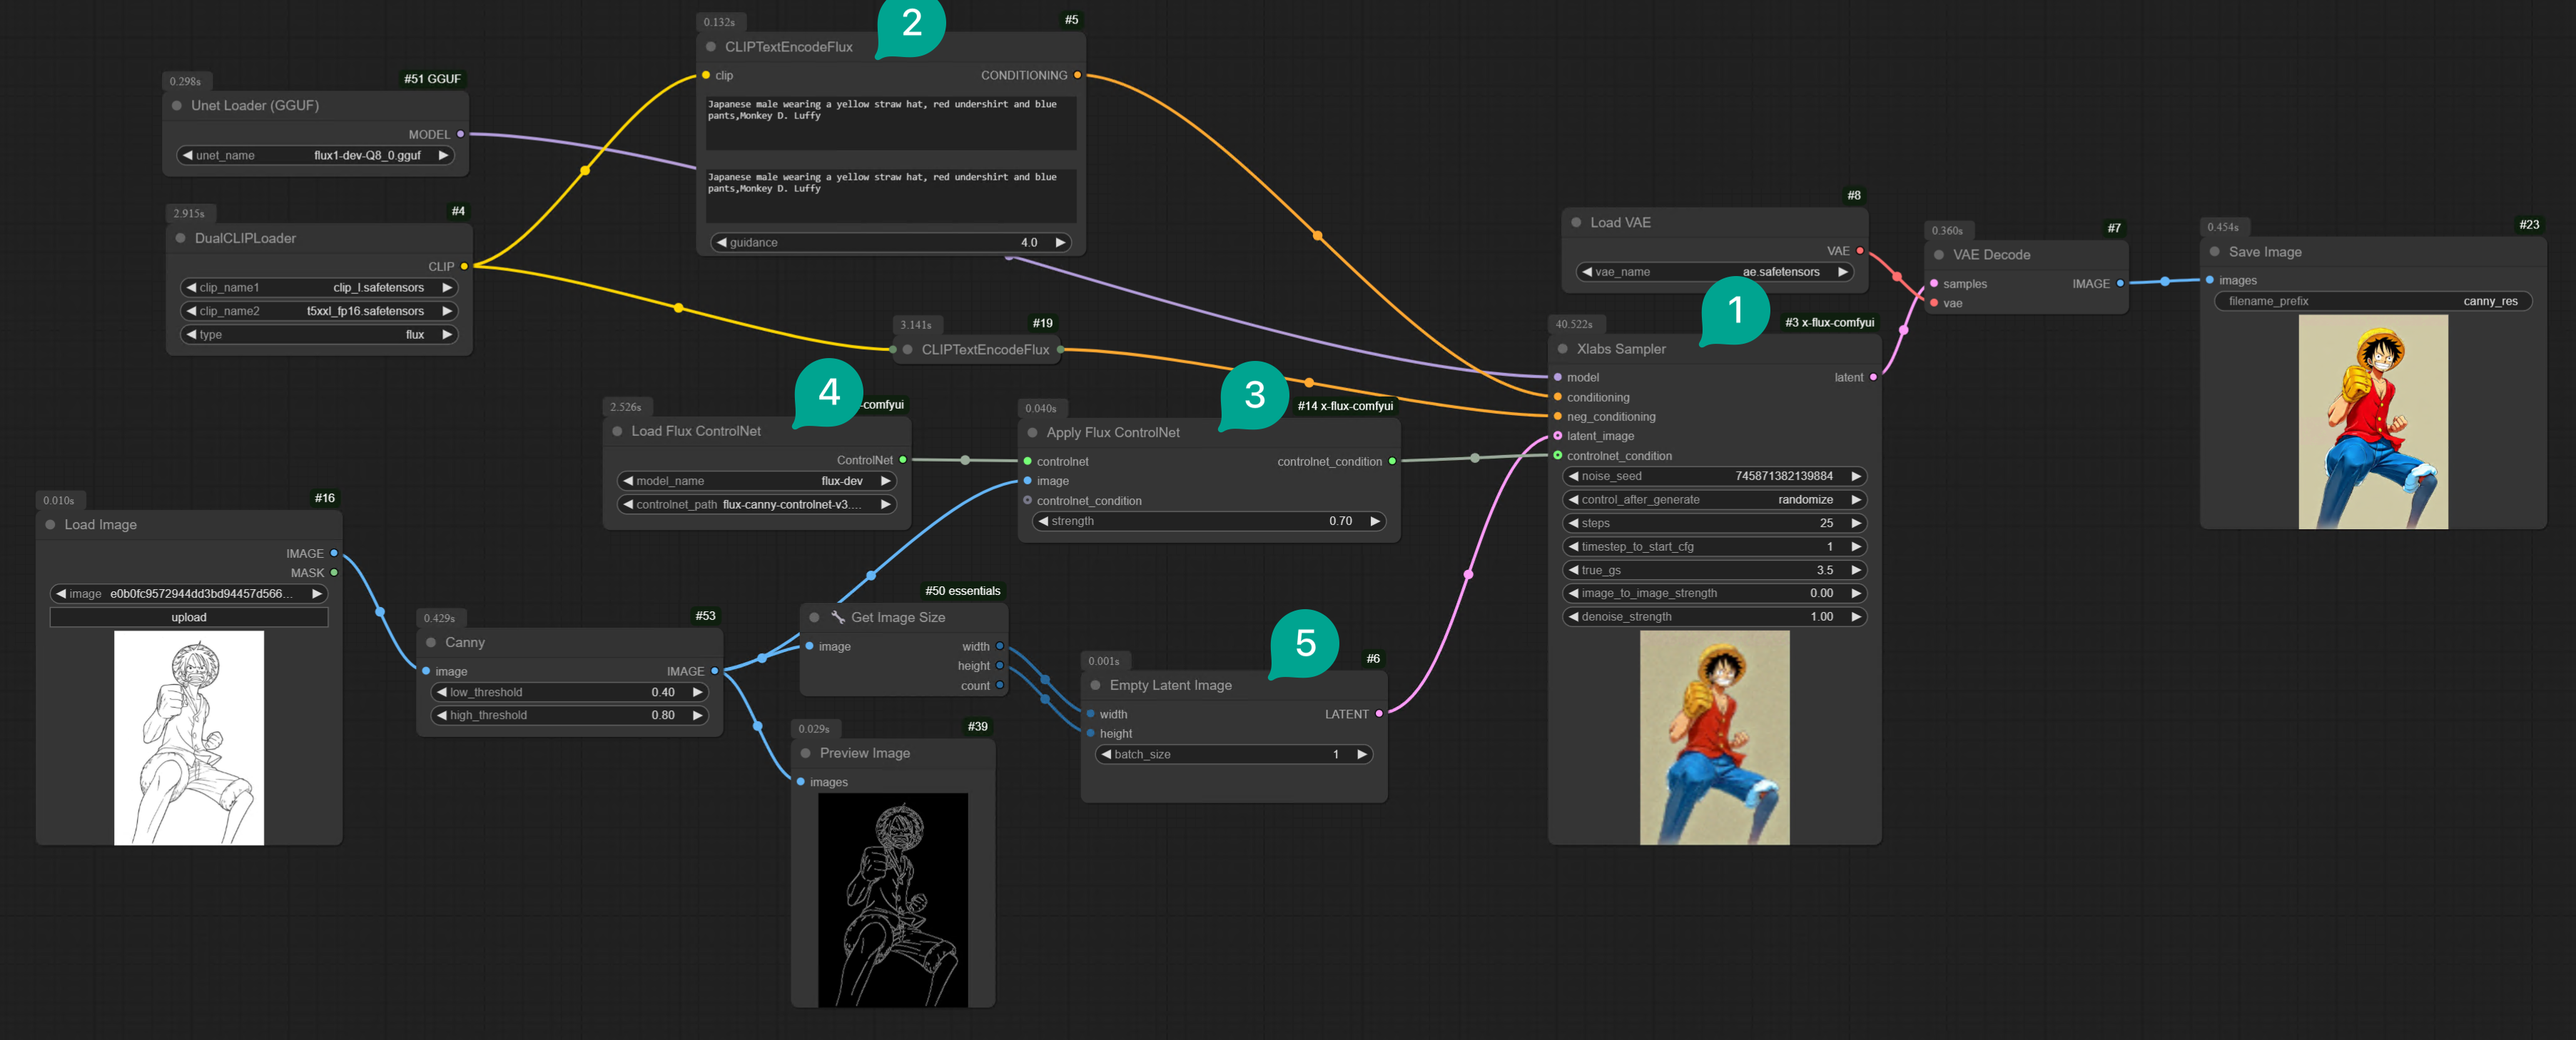 2
0.132s
#5
CLIPTextEncodeFlux
clip
CONDITIONING
Japanese male wearing a yellow straw hat, red undershirt and blue
pants,Monkey D. Luffy
Japanese male wearing a yellow straw hat, red undershirt and blue
pants,Monkey D. Luffy
guidance 4.0
0.298s
#51 GGUF
Unet Loader (GGUF)
MODEL
unet_name flux1-dev-Q8_0.gguf
2.915s
#4
DualCLIPLoader
CLIP
clip_name1 clip_l.safetensors
clip_name2 t5xxl_fp16.safetensors
type flux
3.141s
#19
CLIPTextEncodeFlux
4
2.526s
-comfyui
Load Flux ControlNet
ControlNet
model_name flux-dev
controlnet_path flux-canny-controlnet-v3....
3
0.040s
#14 x-flux-comfyui
Apply Flux ControlNet
controlnet controlnet_condition
image
controlnet_condition
strength 0.70
0.010s
#16
Load Image
IMAGE
MASK
image e0b0fc9572944dd3bd94457d566...
upload
0.429s
#53
Canny
image IMAGE
low_threshold 0.40
high_threshold 0.80
#50 essentials
Get Image Size
image width
height
count
0.029s
#39
Preview Image
images
5
0.001s
#6
Empty Latent Image
width LATENT
height
batch_size 1
#8
Load VAE
VAE
vae_name ae.safetensors
1
40.522s
#3 x-flux-comfyui
Xlabs Sampler
model latent
conditioning
neg_conditioning
latent_image
controlnet_condition
noise_seed 745871382139884
control_after_generate randomize
steps 25
timestep_to_start_cfg 1
true_gs 3.5
image_to_image_strength 0.00
denoise_strength 1.00
0.360s
#7
VAE Decode
samples IMAGE
vae
0.454s
#23
Save Image
images
filename_prefix canny_res